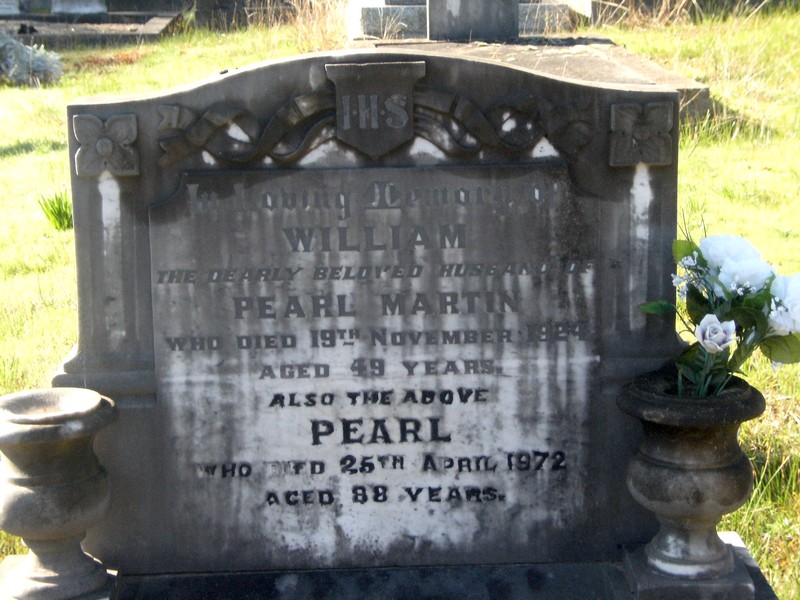 I.H.S
In Loving Memory of
WILLIAM
THE DEARLY BELOVED HUSBAND OF
PEARL MARTIN
WHO DIED 19TH NOVEMBER 1924
AGED 49 YEARS.
ALSO THE ABOVE
PEARL
WHO DIED 25TH APRIL 1972
AGED 88 YEARS.